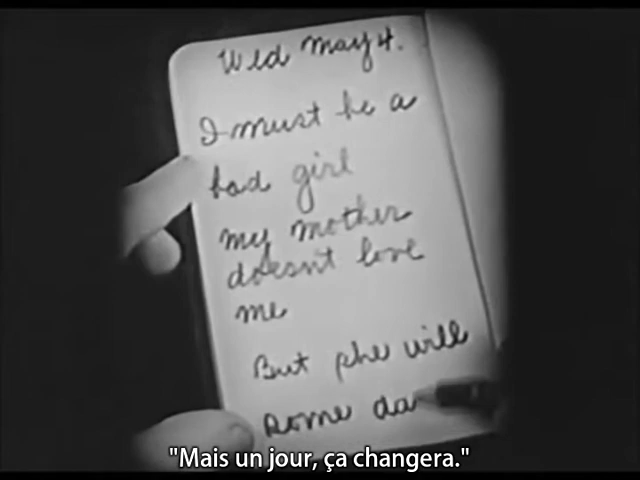 Wed May 4.
I must be a
bad girl
my mother
doesnt love
me
But she will
some da
"Mais un jour, ça changera."